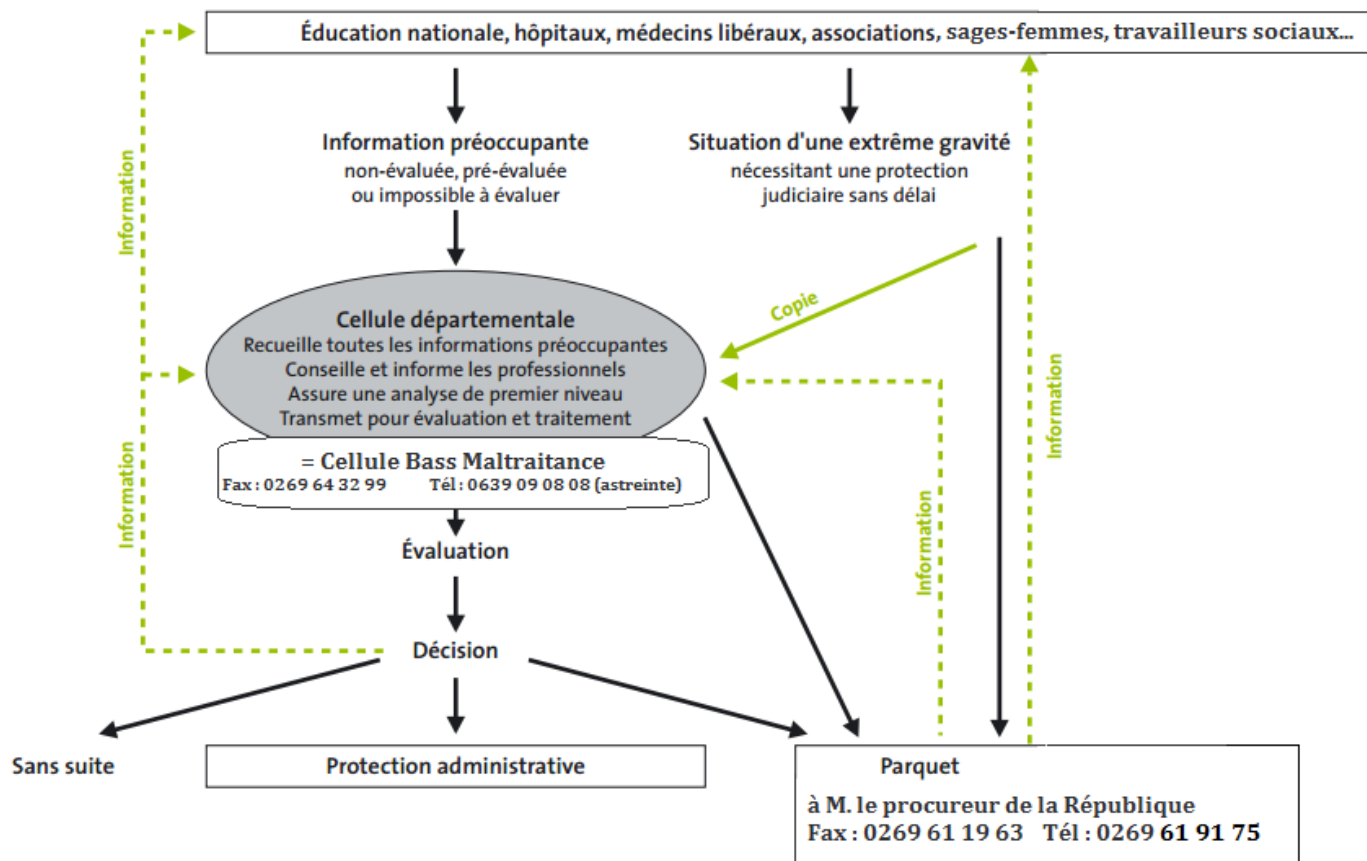 Éducation nationale, hôpitaux, médecins libéraux, associations, sages-femmes, travailleurs sociaux...
Information préoccupante
non-évaluée, pré-évaluée
ou impossible à évaluer
Situation d'une extrême gravité
nécessitant une protection
judiciaire sans délai
Information
Copie
Cellule départementale
Recueille toutes les informations préoccupantes
Conseille et informe les professionnels
Assure une analyse de premier niveau
Transmet pour évaluation et traitement
= Cellule Bass Maltraitance
Fax : 0269 64 32 99 Tél : 0639 09 08 08 (astreinte)
Information
Information
Information
Évaluation
Décision
Sans suite
Protection administrative
Parquet
à M. le procureur de la République
Fax : 0269 61 19 63 Tél : 0269 61 91 75